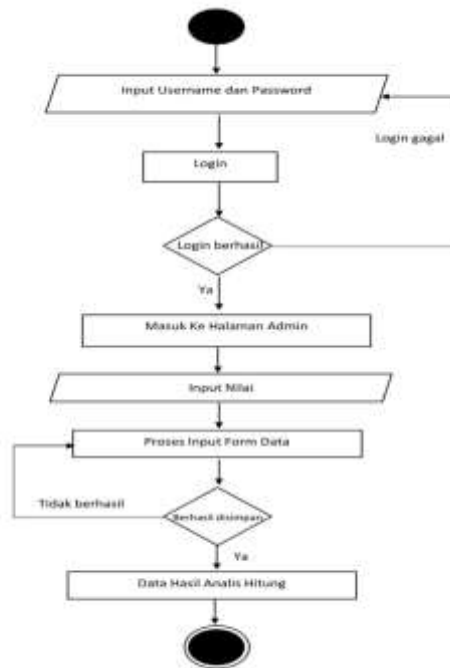 Input Username dan Password
Login gagal
Login
Login berhasil
Ya
Masuk Ke Halaman Admin
Input Nilai
Proses Input Form Data
Tidak berhasil
Berhasil disimpan
Ya
Data Hasil Analis Hitung